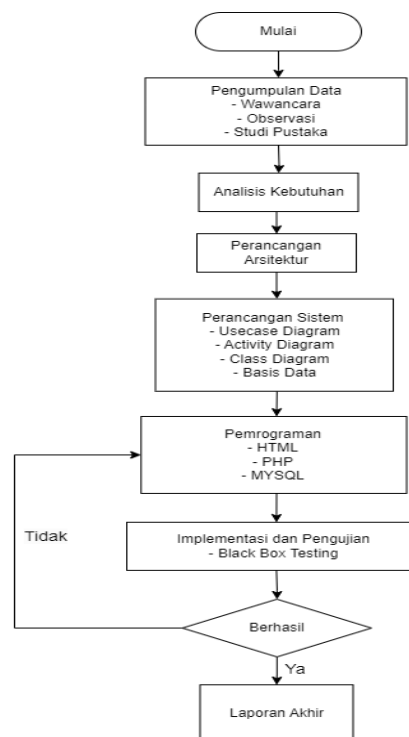 Mulai
Pengumpulan Data
- Wawancara
- Observasi
- Studi Pustaka
Analisis Kebutuhan
Perancangan
Arsitektur
Perancangan Sistem
- Usecase Diagram
- Activity Diagram
- Class Diagram
- Basis Data
Pemrograman
- HTML
- PHP
- MYSQL
Tidak
Implementasi dan Pengujian
- Black Box Testing
Berhasil
Ya
Laporan Akhir